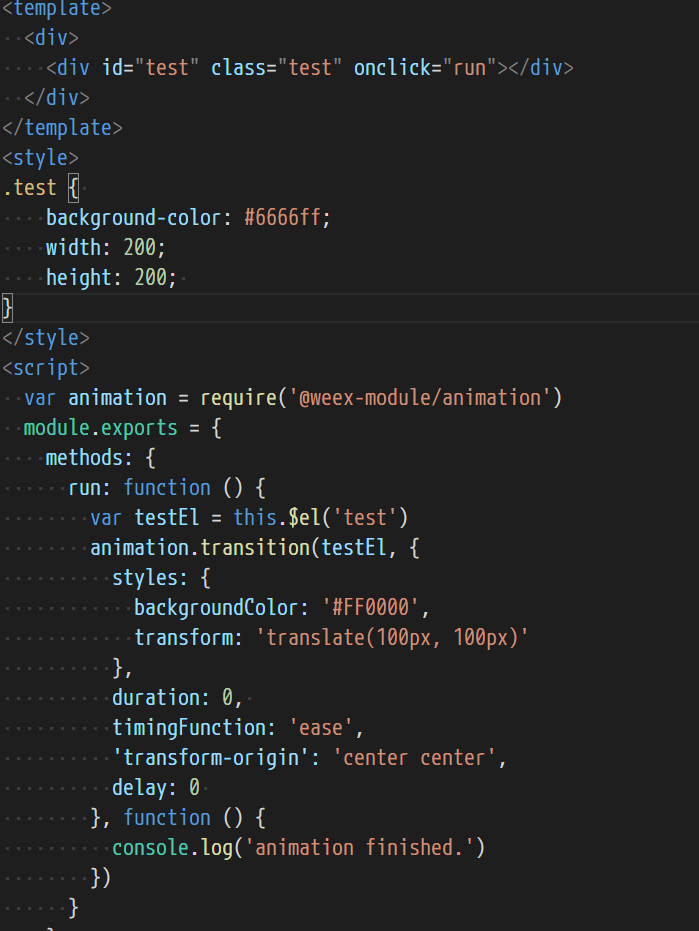 <template>
  <div>
    <div id="test" class="test" onclick="run"></div>
  </div>
</template>
<style>
.test {
    background-color: #6666ff;
    width: 200;
    height: 200;
}
</style>
<script>
  var animation = require('@weex-module/animation')
  module.exports = {
    methods: {
      run: function () {
        var testEl = this.$el('test')
        animation.transition(testEl, {
          styles: {
            backgroundColor: '#FF0000',
            transform: 'translate(100px, 100px)'
          },
          duration: 0,
          timingFunction: 'ease',
          'transform-origin': 'center center',
          delay: 0
        }, function () {
          console.log('animation finished.')
        })
      }
    }